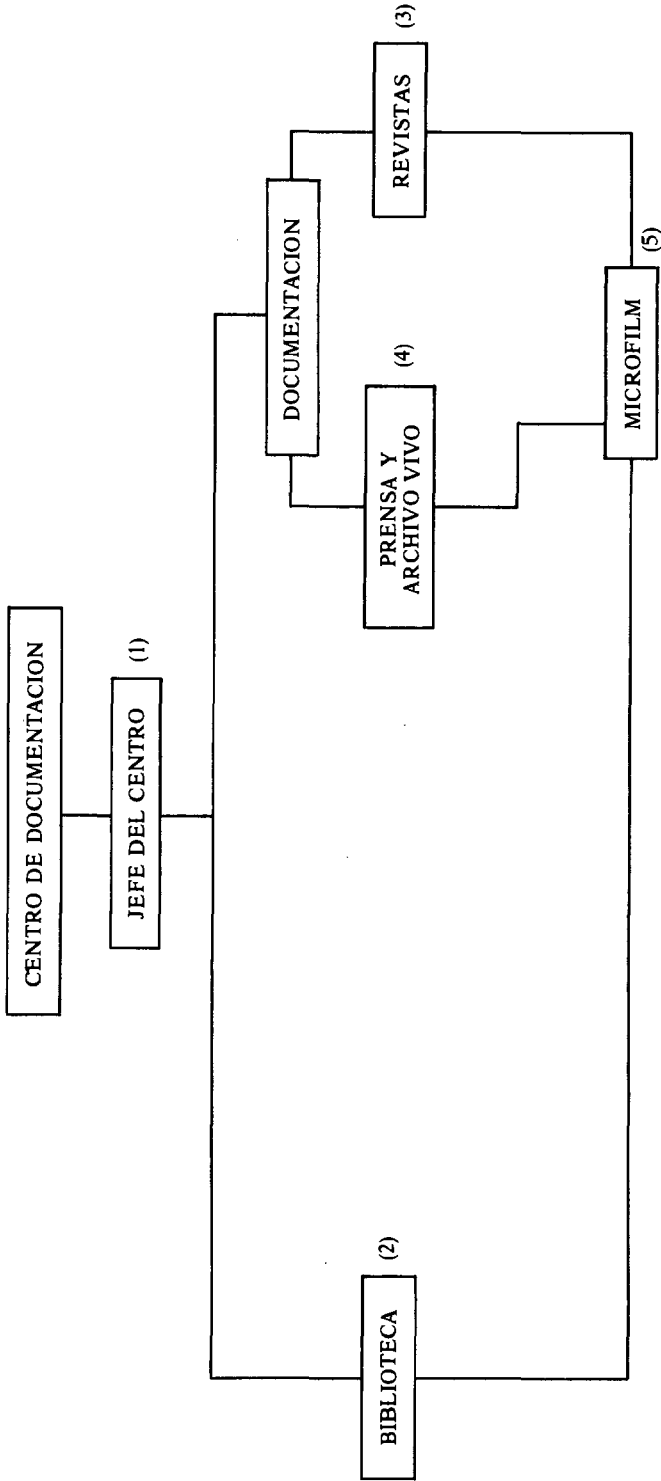 CENTRO DE DOCUMENTACION
JEFE DEL CENTRO
(1)
DOCUMENTACION
BIBLIOTECA
(2)
PRENSA Y
ARCHIVO VIVO
(4)
REVISTAS
(3)
MICROFILM
(5)